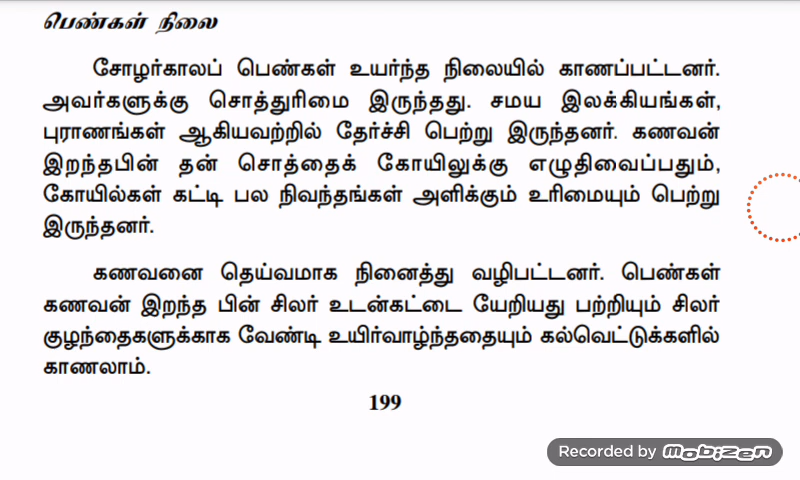 பெண்கள் நிலை
சோழர்காலப் பெண்கள் உயர்ந்த நிலையில் காணப்பட்டனர்.
அவர்களுக்கு சொத்துரிமை இருந்தது. சமய இலக்கியங்கள்,
புராணங்கள் ஆகியவற்றில் தேர்ச்சி பெற்று இருந்தனர். கணவன்
இறந்தபின் தன் சொத்தைக் கோயிலுக்கு எழுதிவைப்பதும்,
கோயில்கள் கட்டி பல நிவந்தங்கள் அளிக்கும் உரிமையும் பெற்று
இருந்தனர்.
கணவனை தெய்வமாக நினைத்து வழிபட்டனர். பெண்கள்
கணவன் இறந்த பின் சிலர் உடன்கட்டை யேறியது பற்றியும் சிலர்
குழந்தைகளுக்காக வேண்டி உயிர்வாழ்ந்ததையும் கல்வெட்டுக்களில்
காணலாம்.
199
Recorded by mobizen